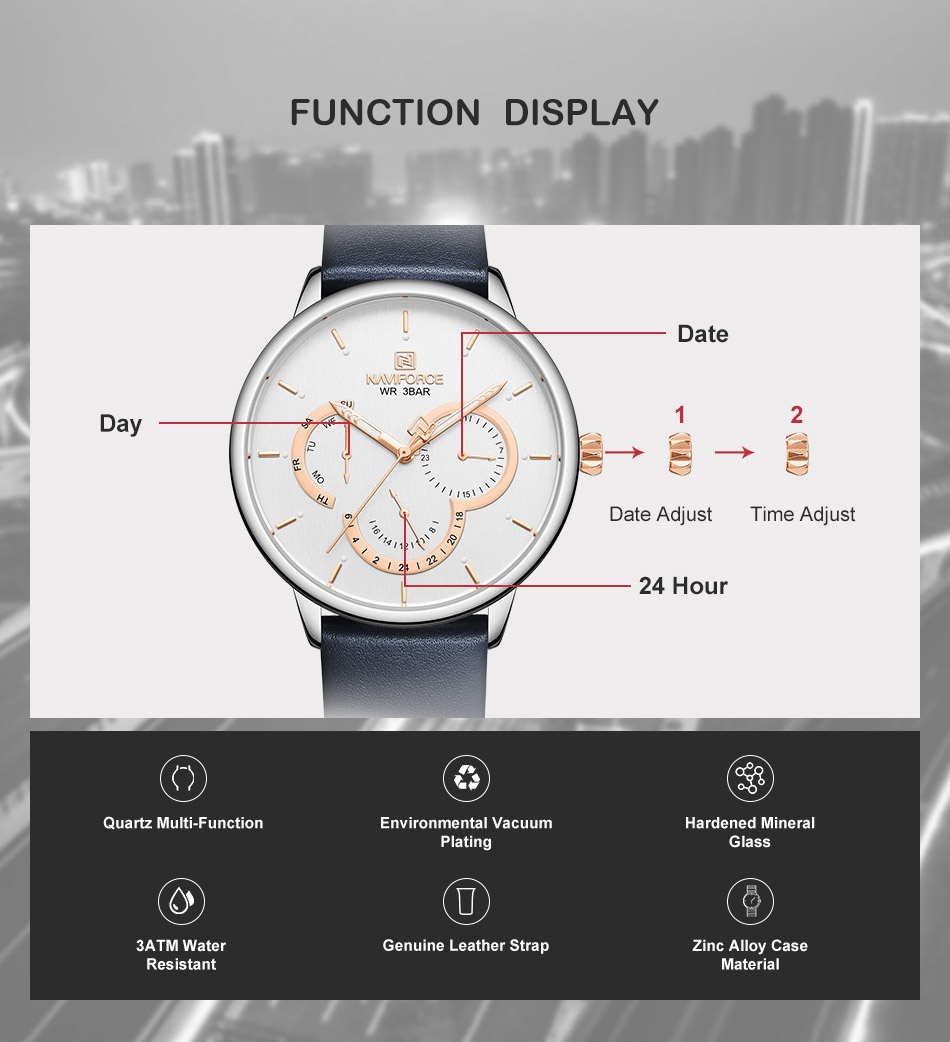 FUNCTION DISPLAY
NAVIFORCE
WR 3BAR
Date
Day
1
2
SU
SA
WE
TU
FR
MO
TH
31
7
23
15
Date Adjust
Time Adjust
6
4
2
24
22
20
18
16
14
12
10
8
24 Hour
Quartz Multi-Function
Environmental Vacuum
Plating
Hardened Mineral
Glass
3ATM Water
Resistant
Genuine Leather Strap
Zinc Alloy Case
Material